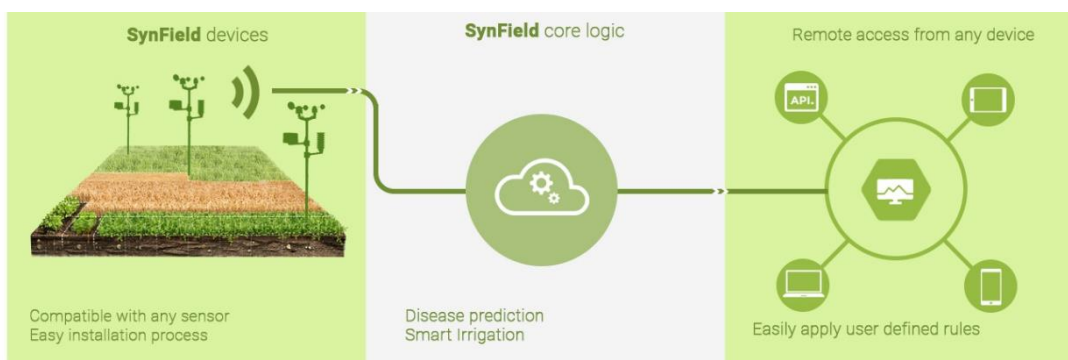 SynField devices
Compatible with any sensor
Easy installation process
SynField core logic
Disease prediction
Smart Irrigation
Remote access from any device
API.
Easily apply user defined rules